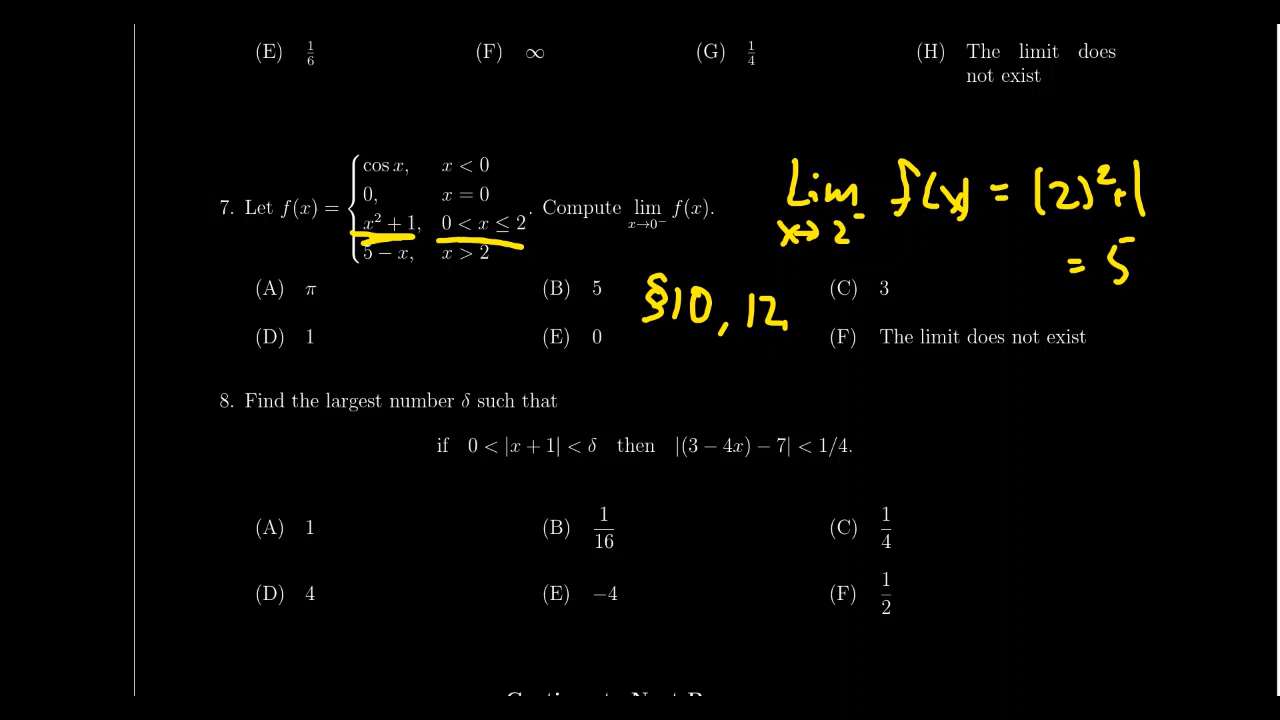 (E) 1/6 (F) ∞ (G) 1/4 (H) The limit does
not exist
cos x, x < 0
0, x = 0
7. Let f(x) = { x² + 1, 0 < x ≤ 2 . Compute lim x→0⁻ f(x).
5 − x, x > 2
Lim x→2⁻ f(x) = (2)²+1
= 5
(A) π (B) 5 (C) 3
§10, 12
(D) 1 (E) 0 (F) The limit does not exist
8. Find the largest number δ such that
if 0 < |x + 1| < δ then |(3 − 4x) − 7| < 1/4.
(A) 1 (B) 1/16 (C) 1/4
(D) 4 (E) −4 (F) 1/2